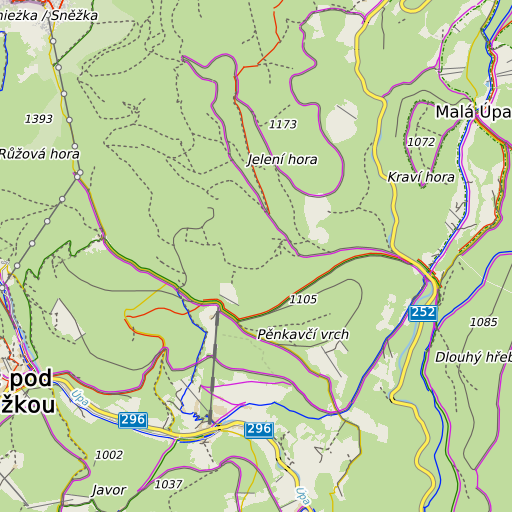 nieżka / Sněžka
1393
1173
Malá Úpa
Růžová hora
Jelení hora
1072
Kraví hora
1105
252
1085
Pěnkavčí vrch
Dlouhý hřeb
pod
žkou
Úpa
296
296
1002
Javor
1037
Úpa